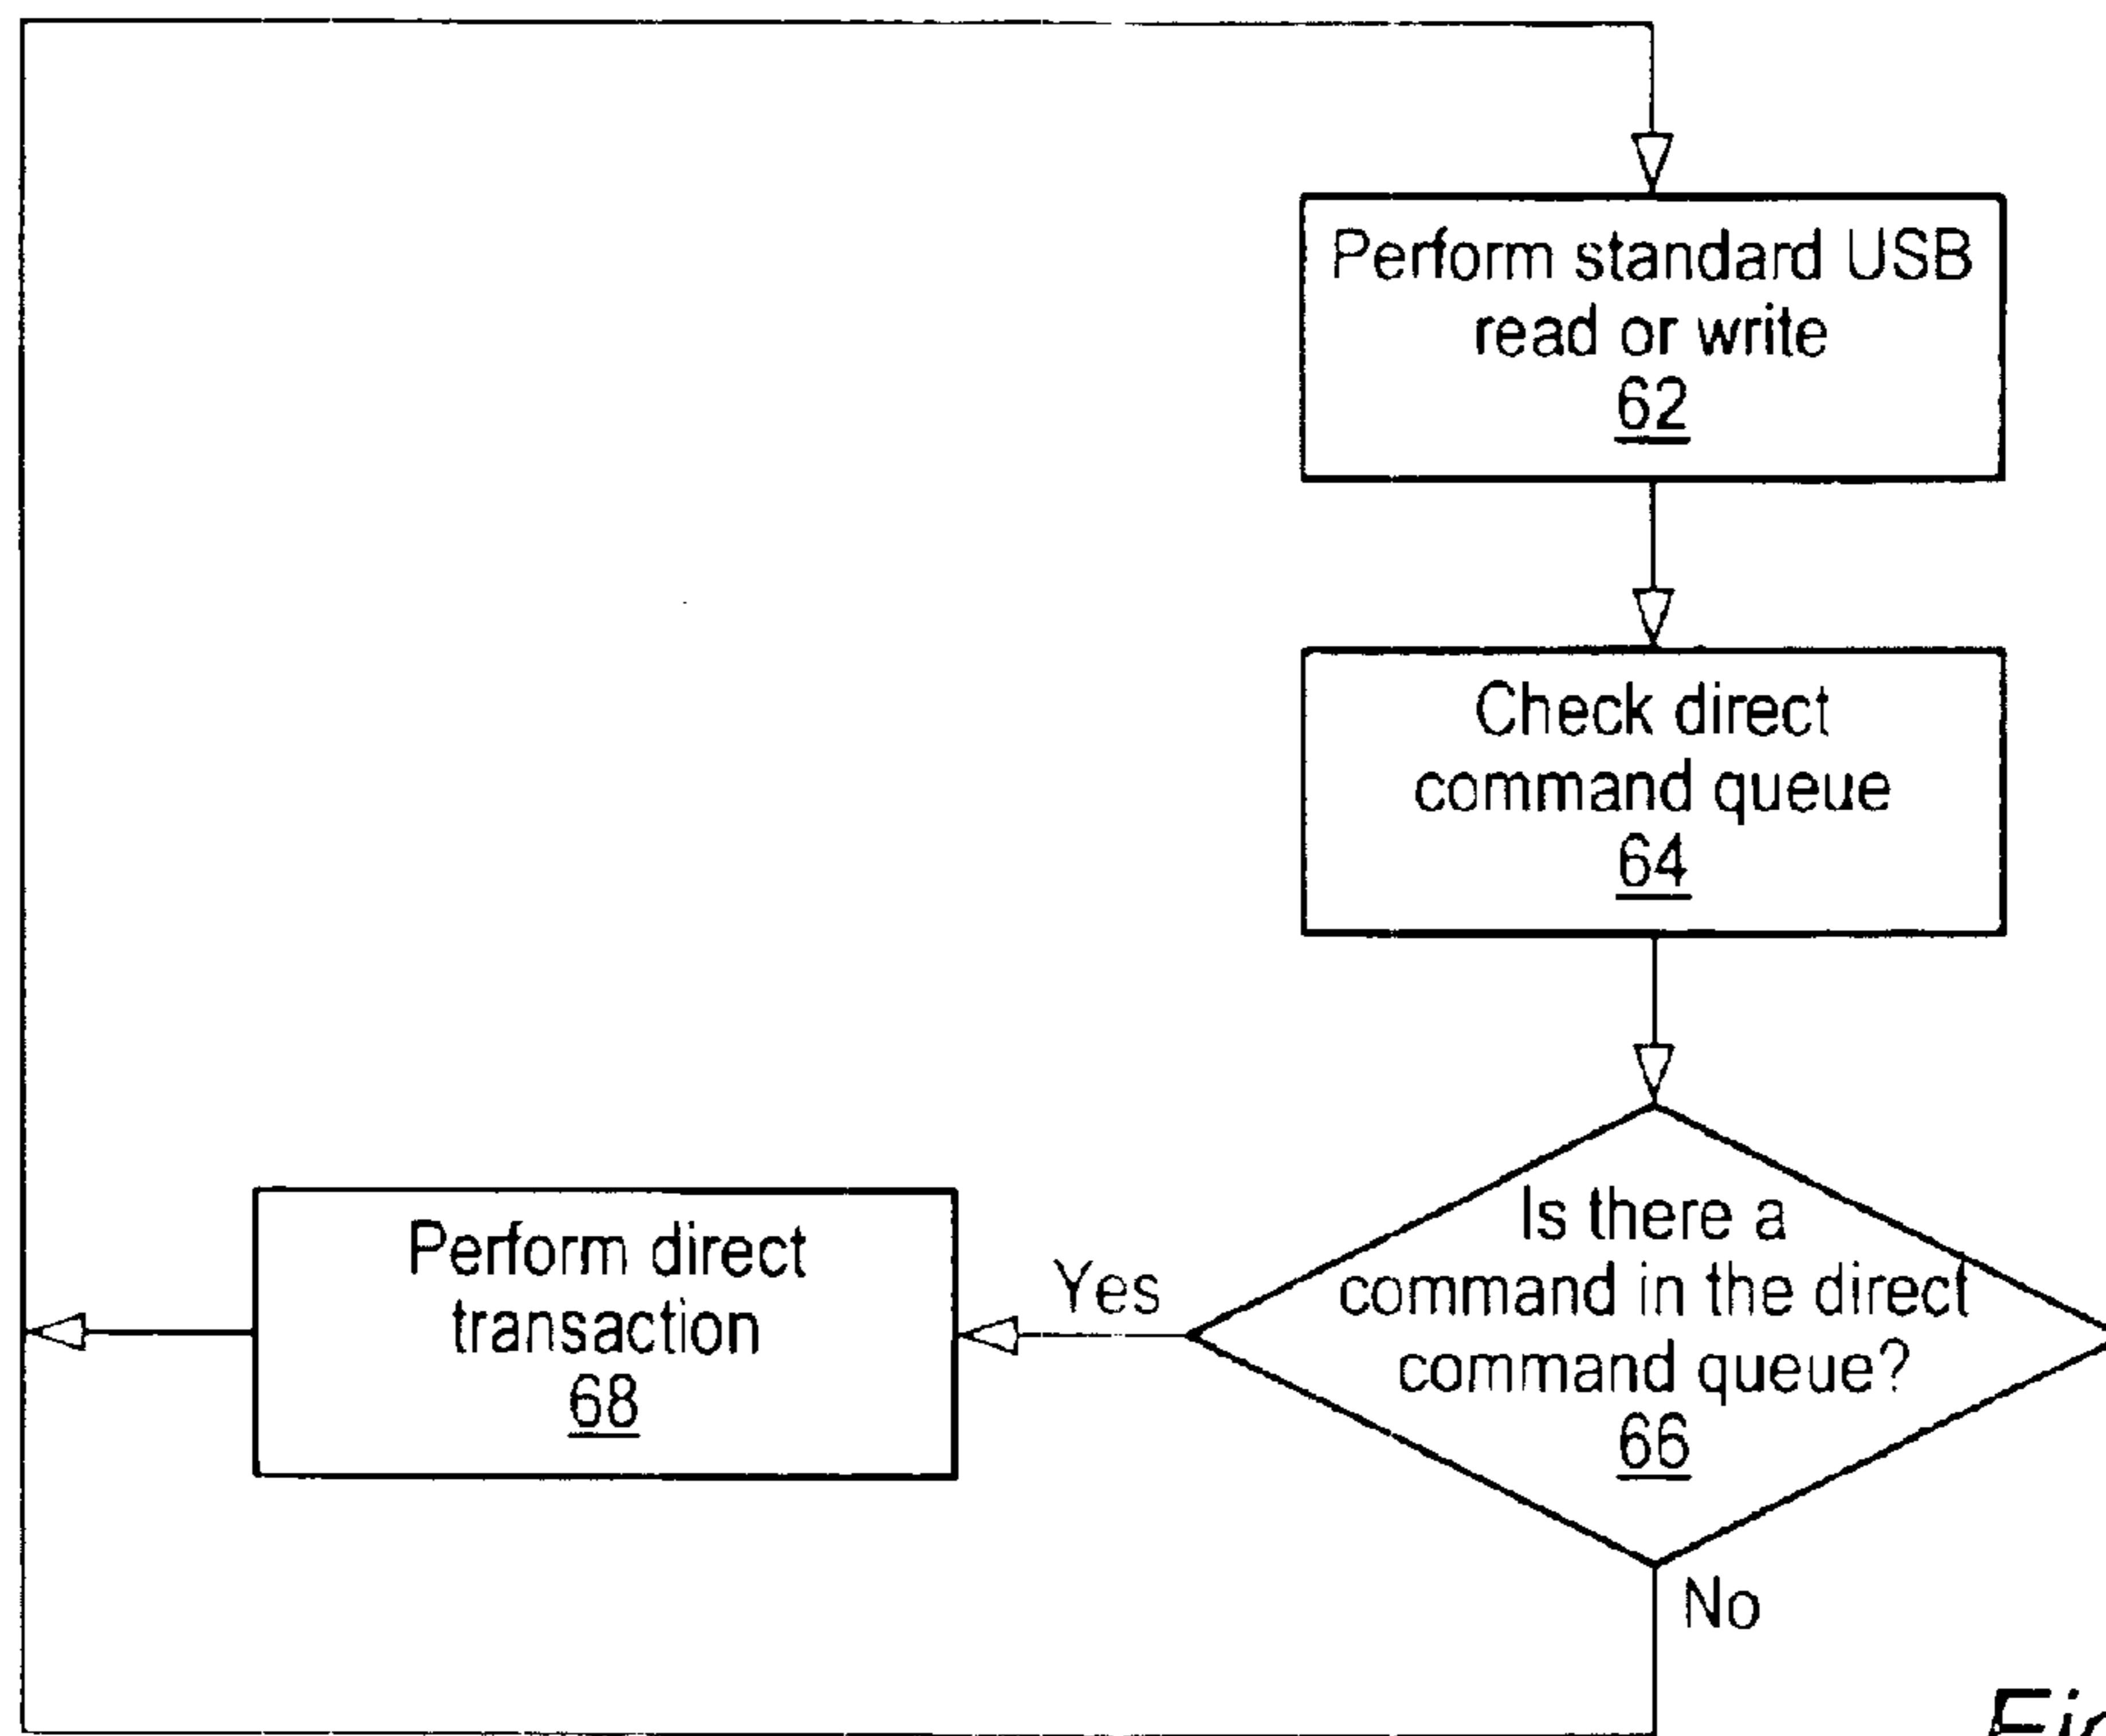 Perform standard USB
read or write
62
Check direct
command queue
64
Is there a
command in the direct
command queue?
66
Yes
Perform direct
transaction
68
No